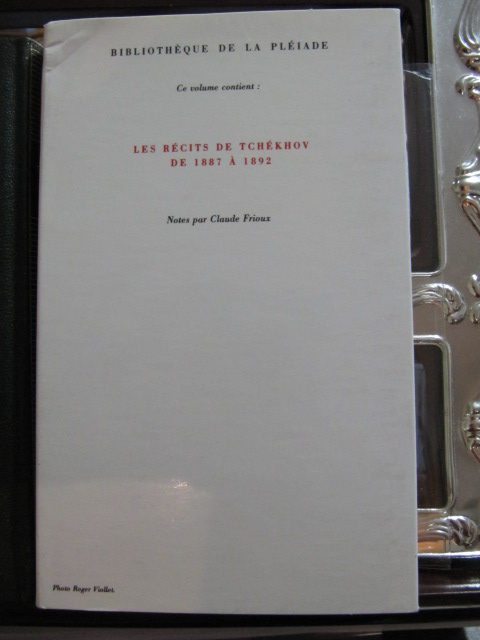 BIBLIOTHÈQUE DE LA PLÉIADE
Ce volume contient :
LES RÉCITS DE TCHÉKHOV
DE 1887 À 1892
Notes par Claude Frioux
Photo Roger Viollet.